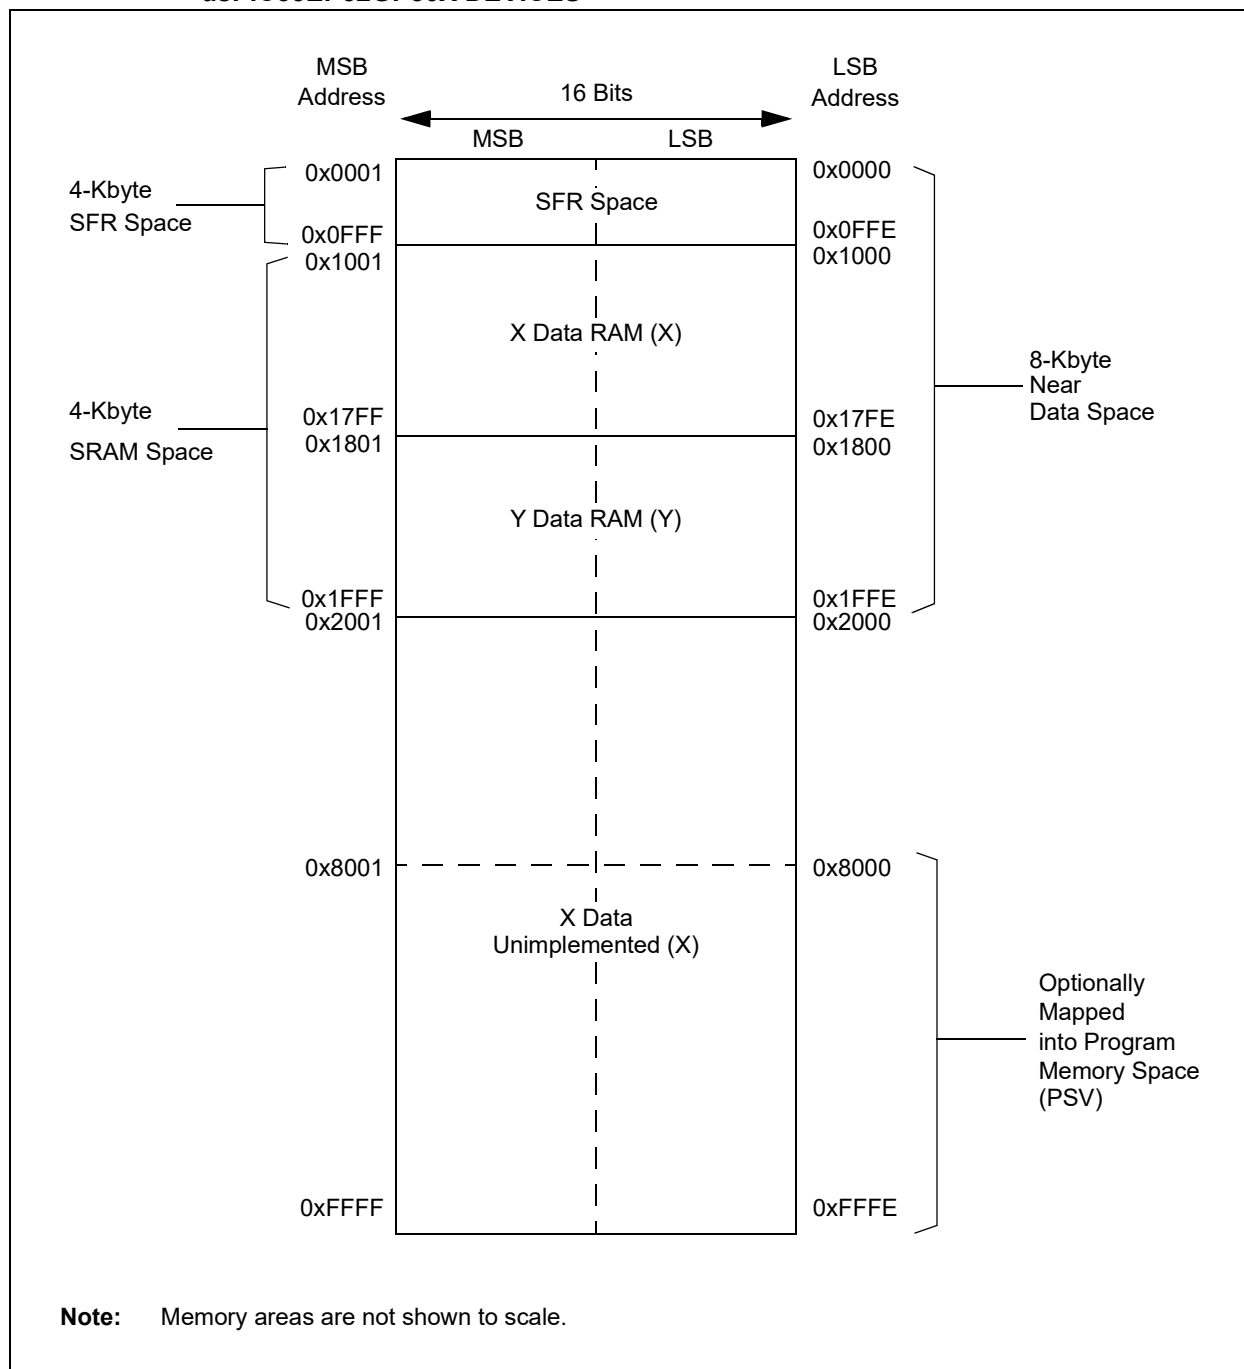 MSB
Address
16 Bits
LSB
Address
MSB
LSB
0x0001
0x0000
4-Kbyte
SFR Space
SFR Space
0x0FFF
0x0FFE
0x1001
0x1000
X Data RAM (X)
8-Kbyte
Near
Data Space
4-Kbyte
SRAM Space
0x17FF
0x17FE
0x1801
0x1800
Y Data RAM (Y)
0x1FFF
0x1FFE
0x2001
0x2000
0x8001
0x8000
X Data
Unimplemented (X)
Optionally
Mapped
into Program
Memory Space
(PSV)
0xFFFF
0xFFFE
Note: Memory areas are not shown to scale.